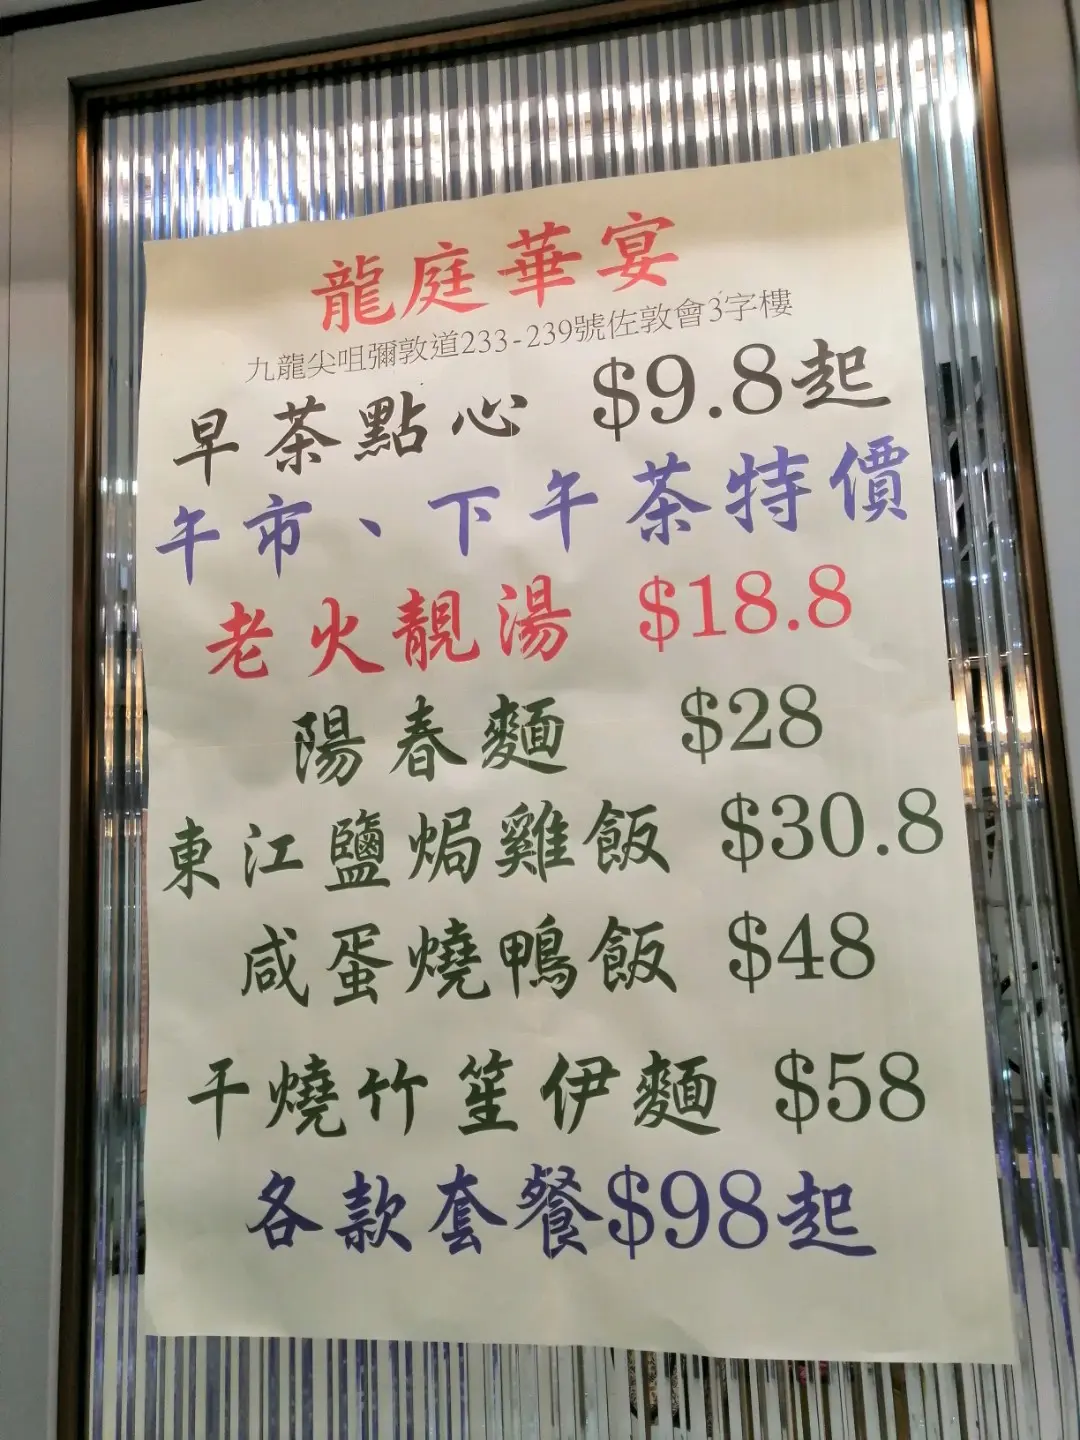 龍庭華宴
九龍尖咀彌敦道233-239號佐敦會3字樓
早茶點心 $9.8起
午市、下午茶特價
老火靚湯 $18.8
陽春麵 $28
東江鹽焗雞飯 $30.8
咸蛋燒鴨飯 $48
干燒竹笙伊麵 $58
各款套餐$98起